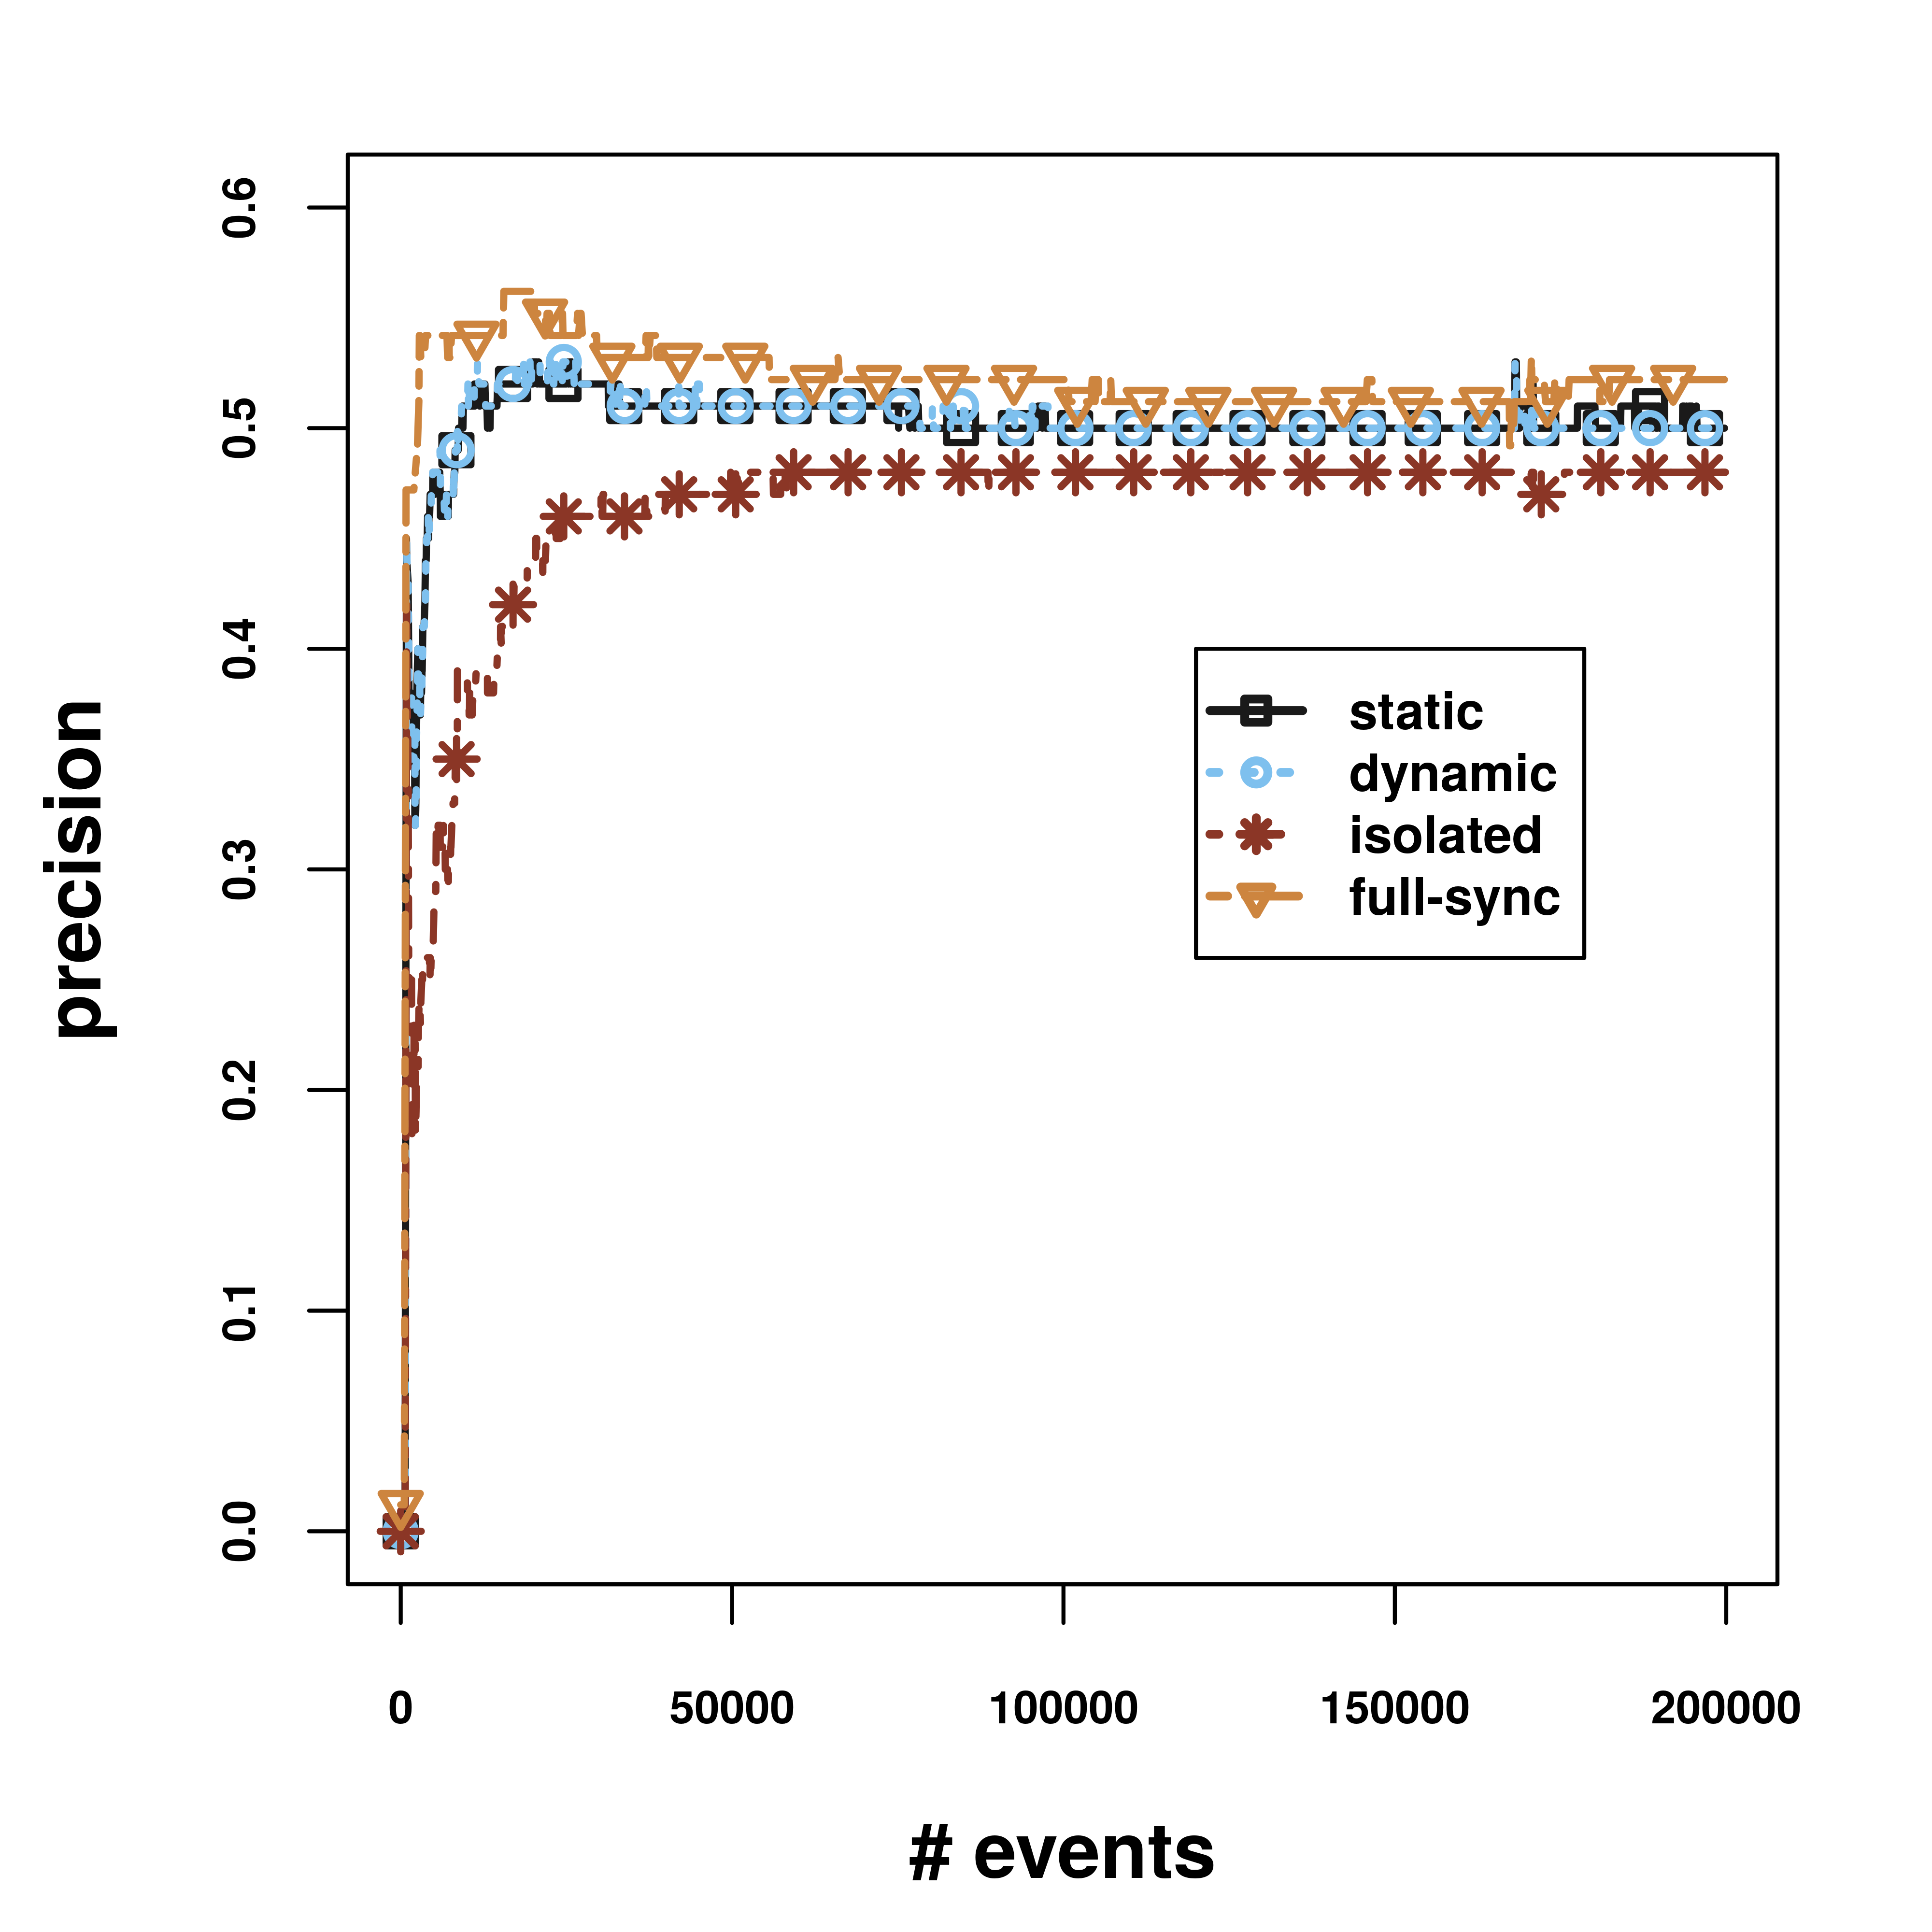 precision
0.6
0.5
0.4
0.3
0.2
0.1
0.0
static
dynamic
isolated
full-sync
0 50000 100000 150000 200000
# events